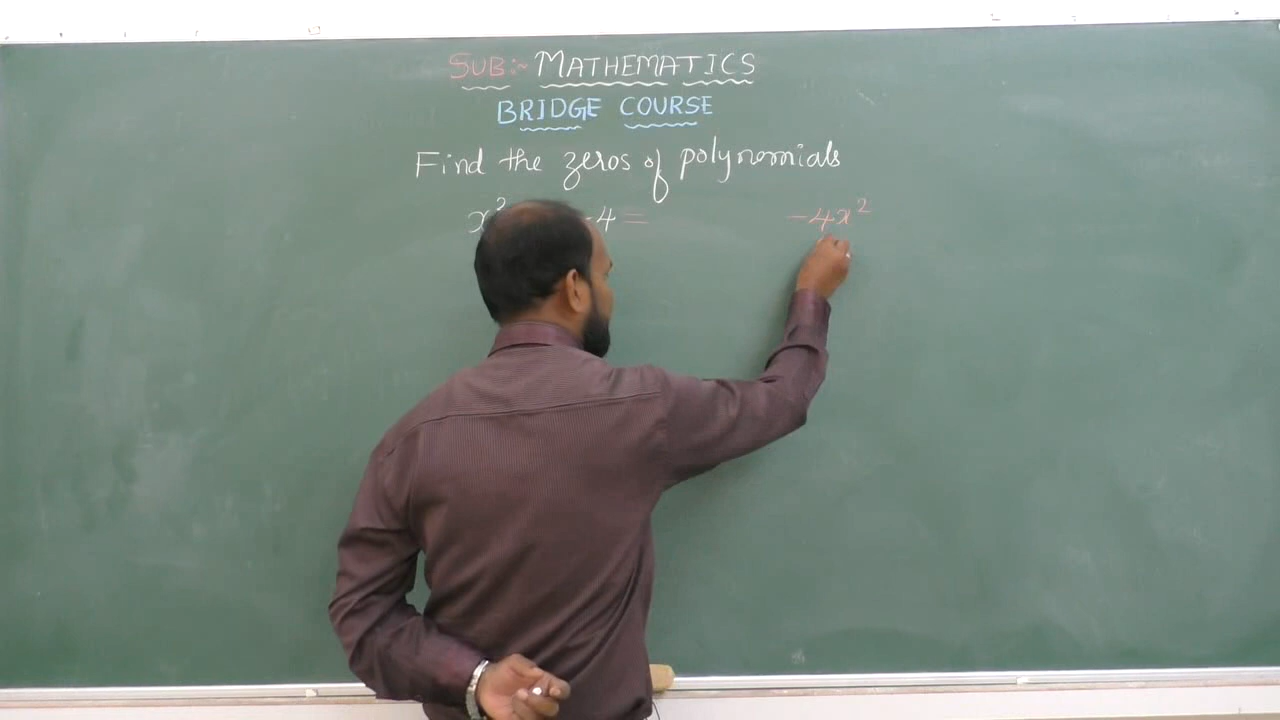 SUB:- MATHEMATICS
BRIDGE COURSE
Find the zeros of polynomials
x² -4 = -4x²